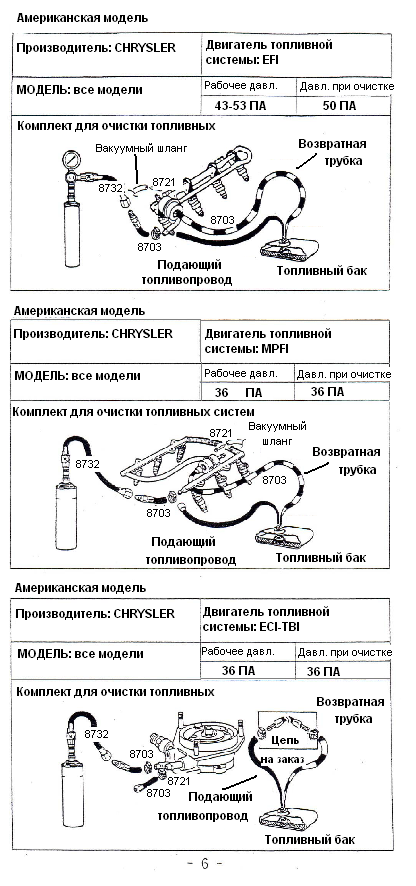 Американская модель
Производитель: CHRYSLER
Двигатель топливной
системы: EFI
МОДЕЛЬ: все модели
Рабочее давл.
Давл. при очистке
43-53 ПА
50 ПА
Комплект для очистки топливных
Вакуумный шланг
Возвратная
трубка
8732
8721
8703
8703
Подающий
топливопровод
Топливный бак
Американская модель
Производитель: CHRYSLER
Двигатель топливной
системы: MPFI
МОДЕЛЬ: все модели
Рабочее давл.
Давл. при очистке
36 ПА
36 ПА
Комплект для очистки топливных систем
8721
Вакуумный
шланг
Возвратная
трубка
8732
8703
8703
Подающий
топливопровод
Топливный бак
Американская модель
Производитель: CHRYSLER
Двигатель топливной
системы: ECI-TBI
МОДЕЛЬ: все модели
Рабочее давл.
Давл. при очистке
36 ПА
36 ПА
Комплект для очистки топливных
Возвратная
трубка
8732
8703
Цепь
на заказ
8721
8703
Подающий
топливопровод
Топливный бак
- 6 -